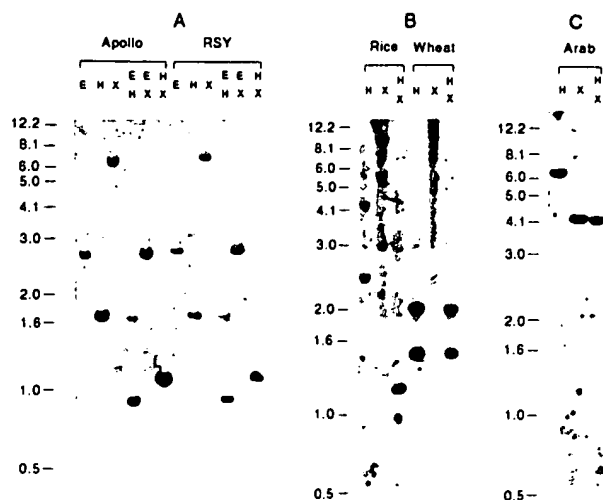 A B C
Apollo RSY Rice Wheat Arab
E H X E H E X H X E H X E H E X H X
H X H X H X H X
H X H X
12.2 12.2 12.2
8.1 8.1 8.1
6.0 6.0 6.0
5.0 5.0 5.0
4.1 4.1 4.1
3.0 3.0 3.0
2.0 2.0 2.0
1.6 1.6 1.6
1.0 1.0 1.0
0.5 0.5 0.5